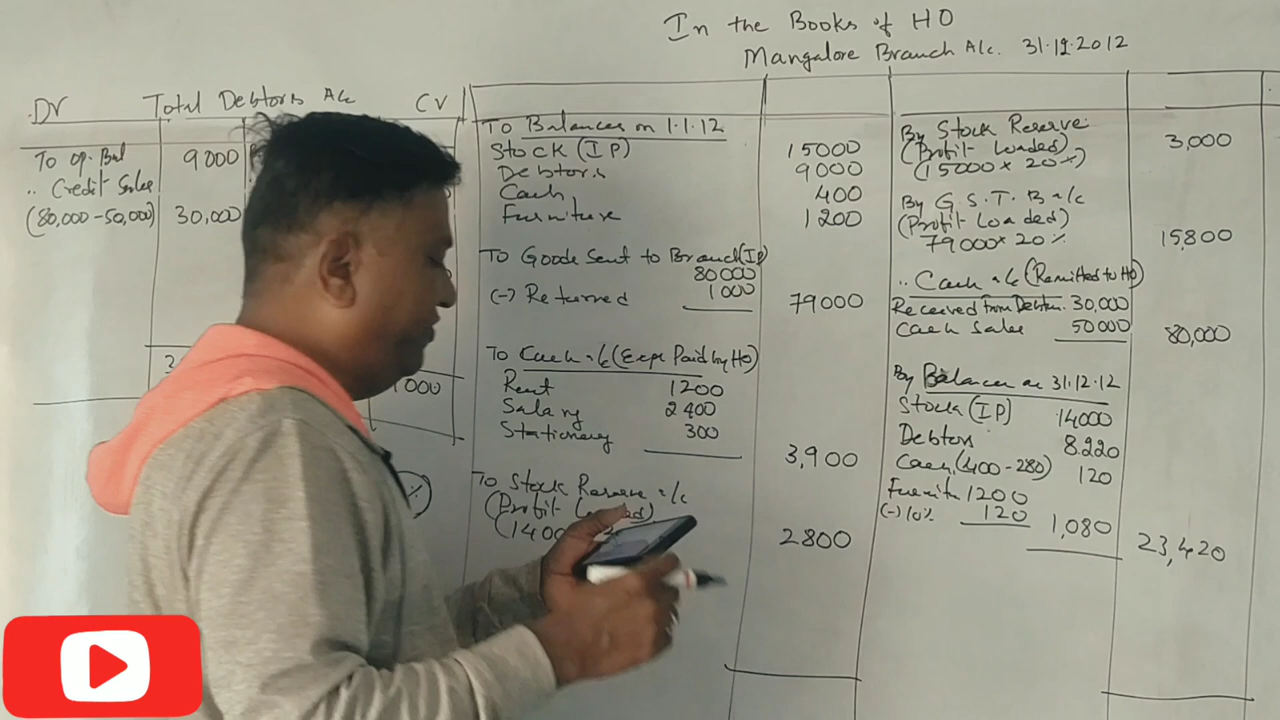 In the Books of HO
Mangalore Branch A/c. 31.12.2012
Dr Total Debtors A/c Cr
To op. Bal 9000
.. Credit Sales
(80,000-50,000) 30,000
3
1000
%)
To Balances on 1.1.12
Stock (IP) 15000
Debtors 9000
Cash 400
Furniture 1200
To Goods Sent to Branch (IP)
80000
(-) Returned 1000 79000
To Cash A/c (Exps Paid by HO)
Rent 1200
Salary 2400
Stationery 300
3,900
To Stock Reserve A/c
(Profit
(1400
2800
By Stock Reserve
(Profit Loaded)
(15000 x 20%) 3,000
By G.S.T.B a/c
(Profit Loaded)
79000 x 20% 15800
.. Cash A/c (Remitted to HO)
Received from Debtors 30,000
Cash Sales 50000 80,000
By Balances on 31.12.12
Stock (IP) 14000
Debtors 8220
Cash (400-280) 120
Furnitu 1200
(-) 10% 120 1,080 23,420